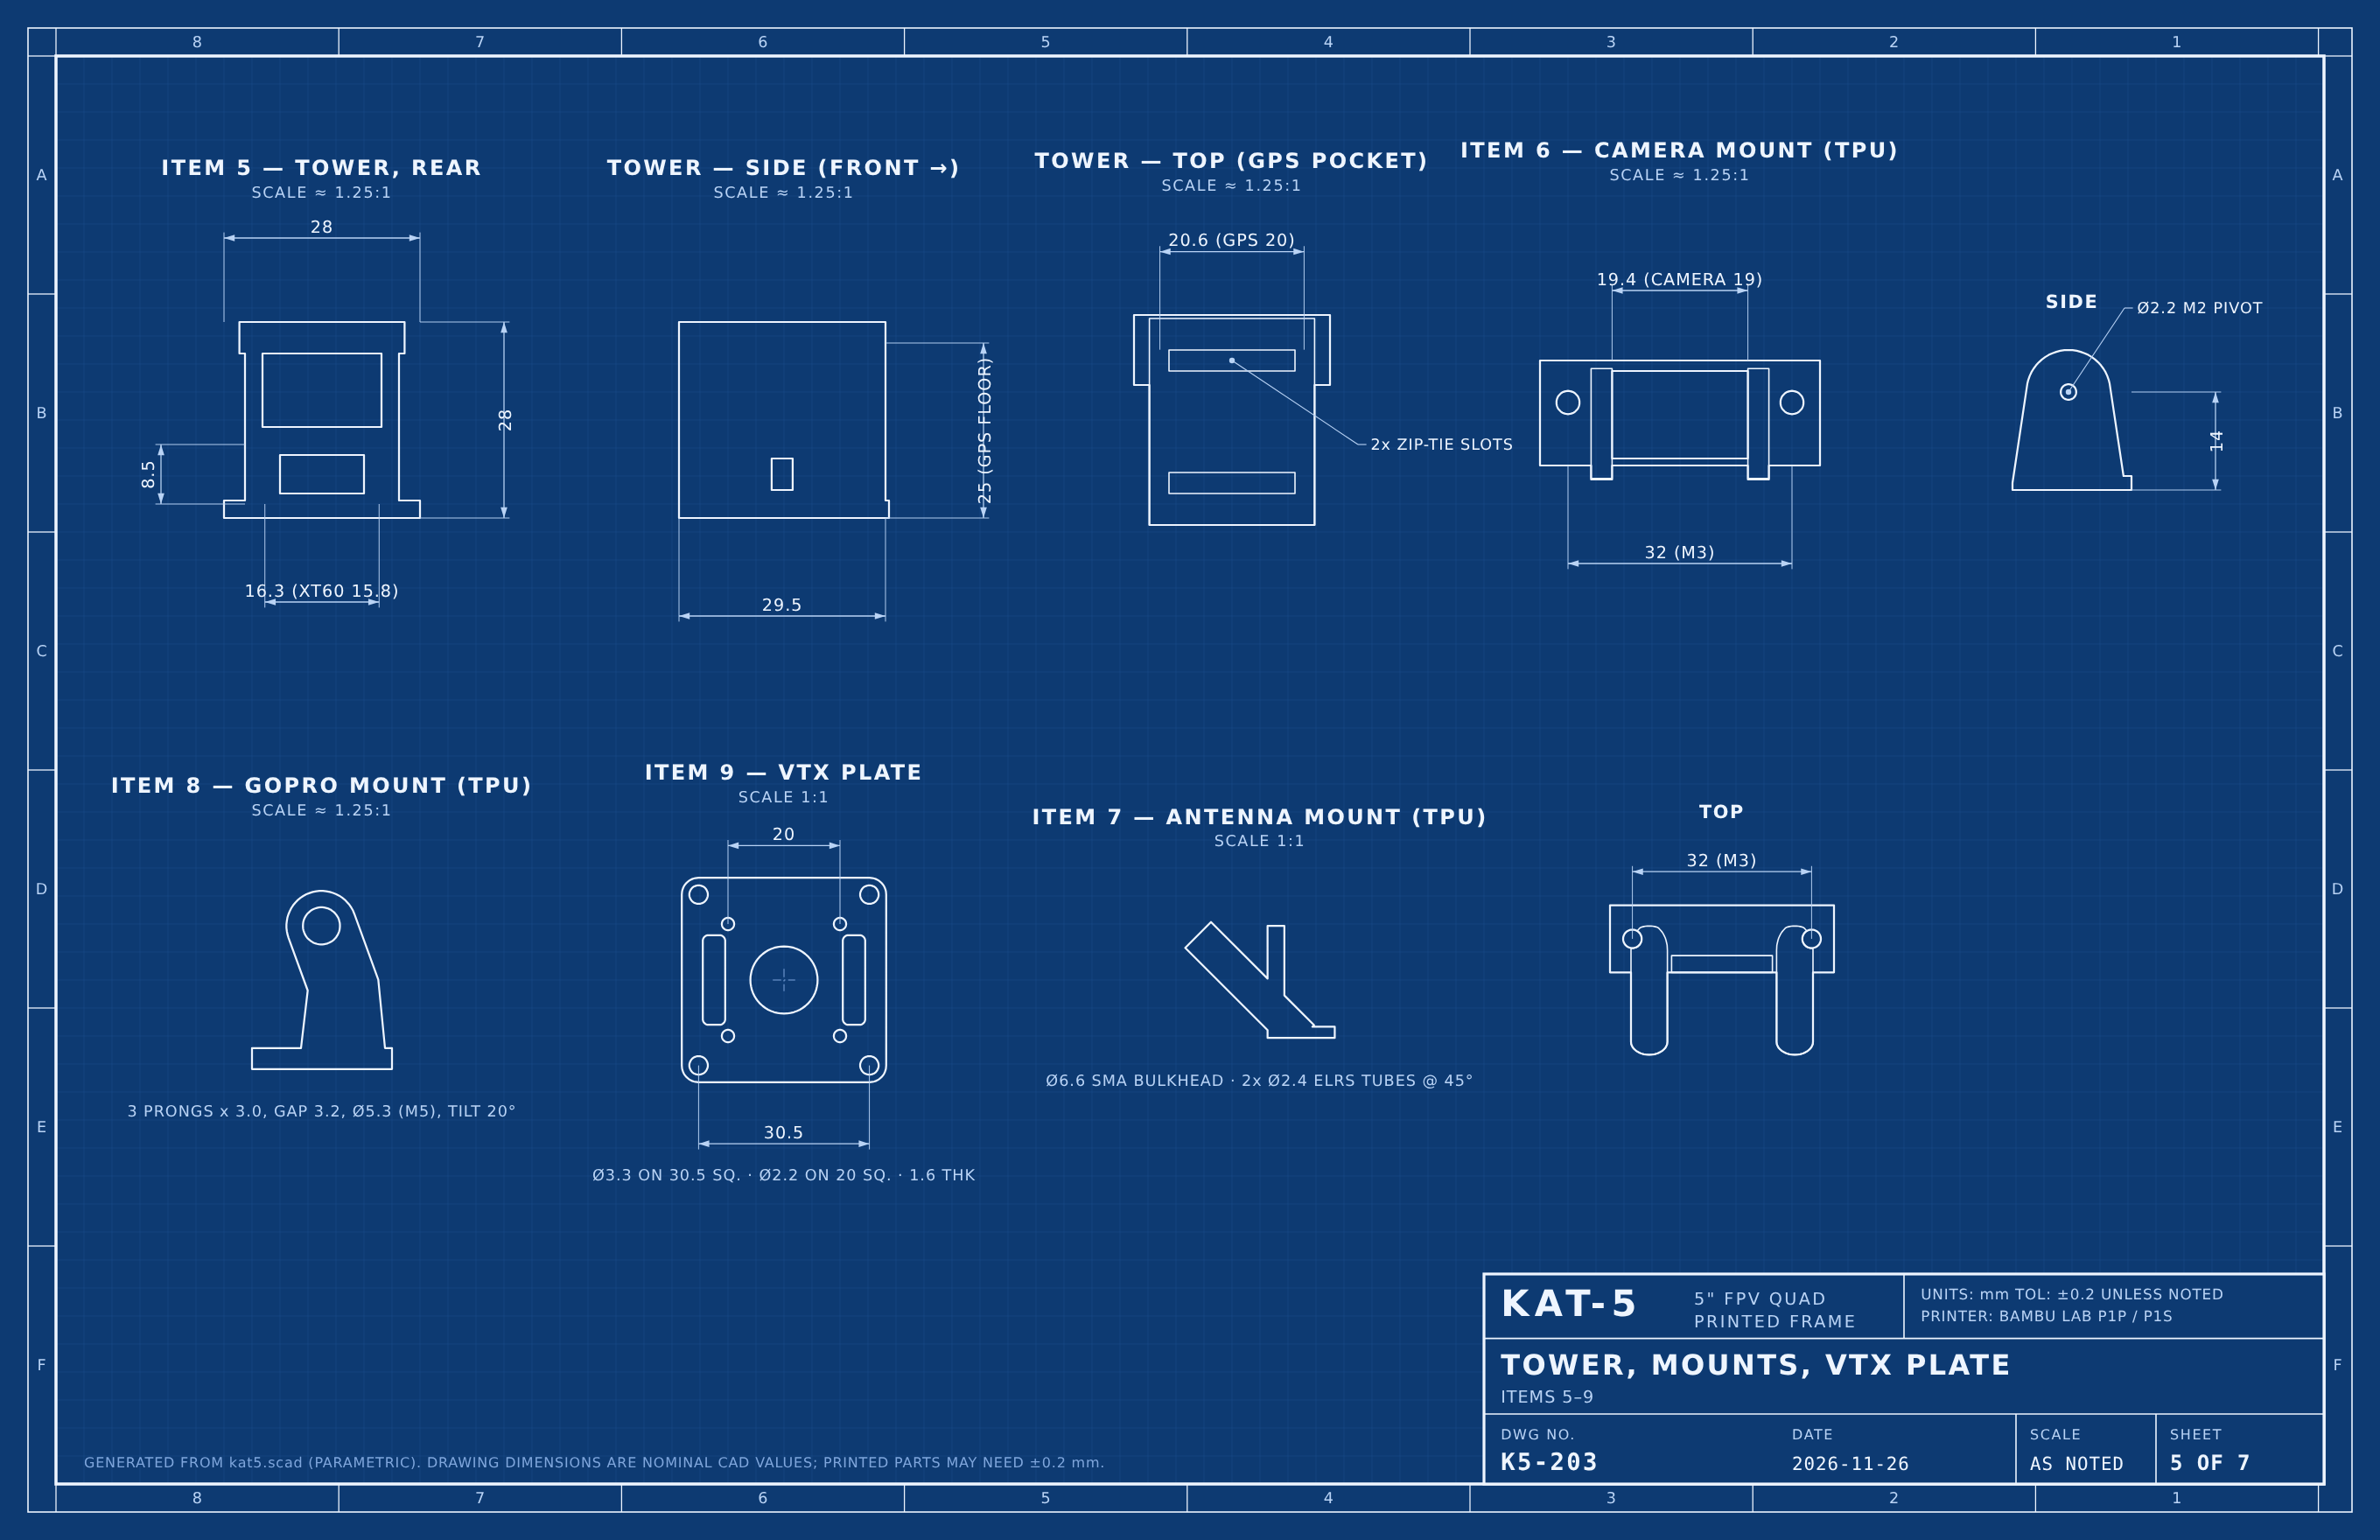 8 7 6 5 4 3 2 1
A A
B B
C C
D D
E E
F F
ITEM 5 — TOWER, REAR
SCALE ≈ 1.25:1
28
28
8.5
16.3 (XT60 15.8)
TOWER — SIDE (FRONT →)
SCALE ≈ 1.25:1
25 (GPS FLOOR)
29.5
TOWER — TOP (GPS POCKET)
SCALE ≈ 1.25:1
20.6 (GPS 20)
2x ZIP-TIE SLOTS
ITEM 6 — CAMERA MOUNT (TPU)
SCALE ≈ 1.25:1
19.4 (CAMERA 19)
32 (M3)
SIDE
Ø2.2 M2 PIVOT
14
ITEM 8 — GOPRO MOUNT (TPU)
SCALE ≈ 1.25:1
3 PRONGS x 3.0, GAP 3.2, Ø5.3 (M5), TILT 20°
ITEM 9 — VTX PLATE
SCALE 1:1
20
30.5
Ø3.3 ON 30.5 SQ. · Ø2.2 ON 20 SQ. · 1.6 THK
ITEM 7 — ANTENNA MOUNT (TPU)
SCALE 1:1
Ø6.6 SMA BULKHEAD · 2x Ø2.4 ELRS TUBES @ 45°
TOP
32 (M3)
KAT-5
5" FPV QUAD
PRINTED FRAME
UNITS: mm TOL: ±0.2 UNLESS NOTED
PRINTER: BAMBU LAB P1P / P1S
TOWER, MOUNTS, VTX PLATE
ITEMS 5–9
DWG NO.
K5-203
DATE
2026-11-26
SCALE
AS NOTED
SHEET
5 OF 7
GENERATED FROM kat5.scad (PARAMETRIC). DRAWING DIMENSIONS ARE NOMINAL CAD VALUES; PRINTED PARTS MAY NEED ±0.2 mm.
8 7 6 5 4 3 2 1